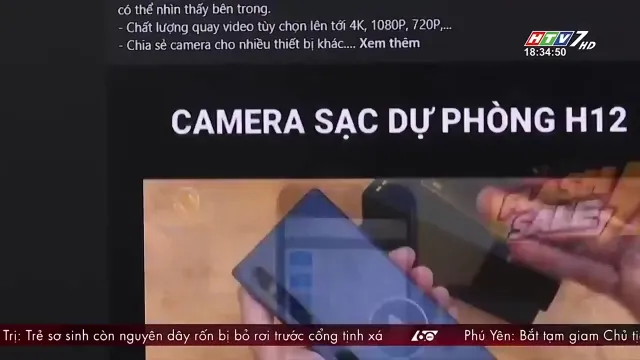 có thể nhìn thấy bên trong.
- Chất lượng quay video tùy chọn lên tới 4K, 1080P, 720P,...
- Chia sẻ camera cho nhiều thiết bị khác.... Xem thêm
HTV7 HD
18:34:50
CAMERA SẠC DỰ PHÒNG H12
SALE!
Trị: Trẻ sơ sinh còn nguyên dây rốn bị bỏ rơi trước cổng tịnh xá
Phú Yên: Bắt tạm giam Chủ tị